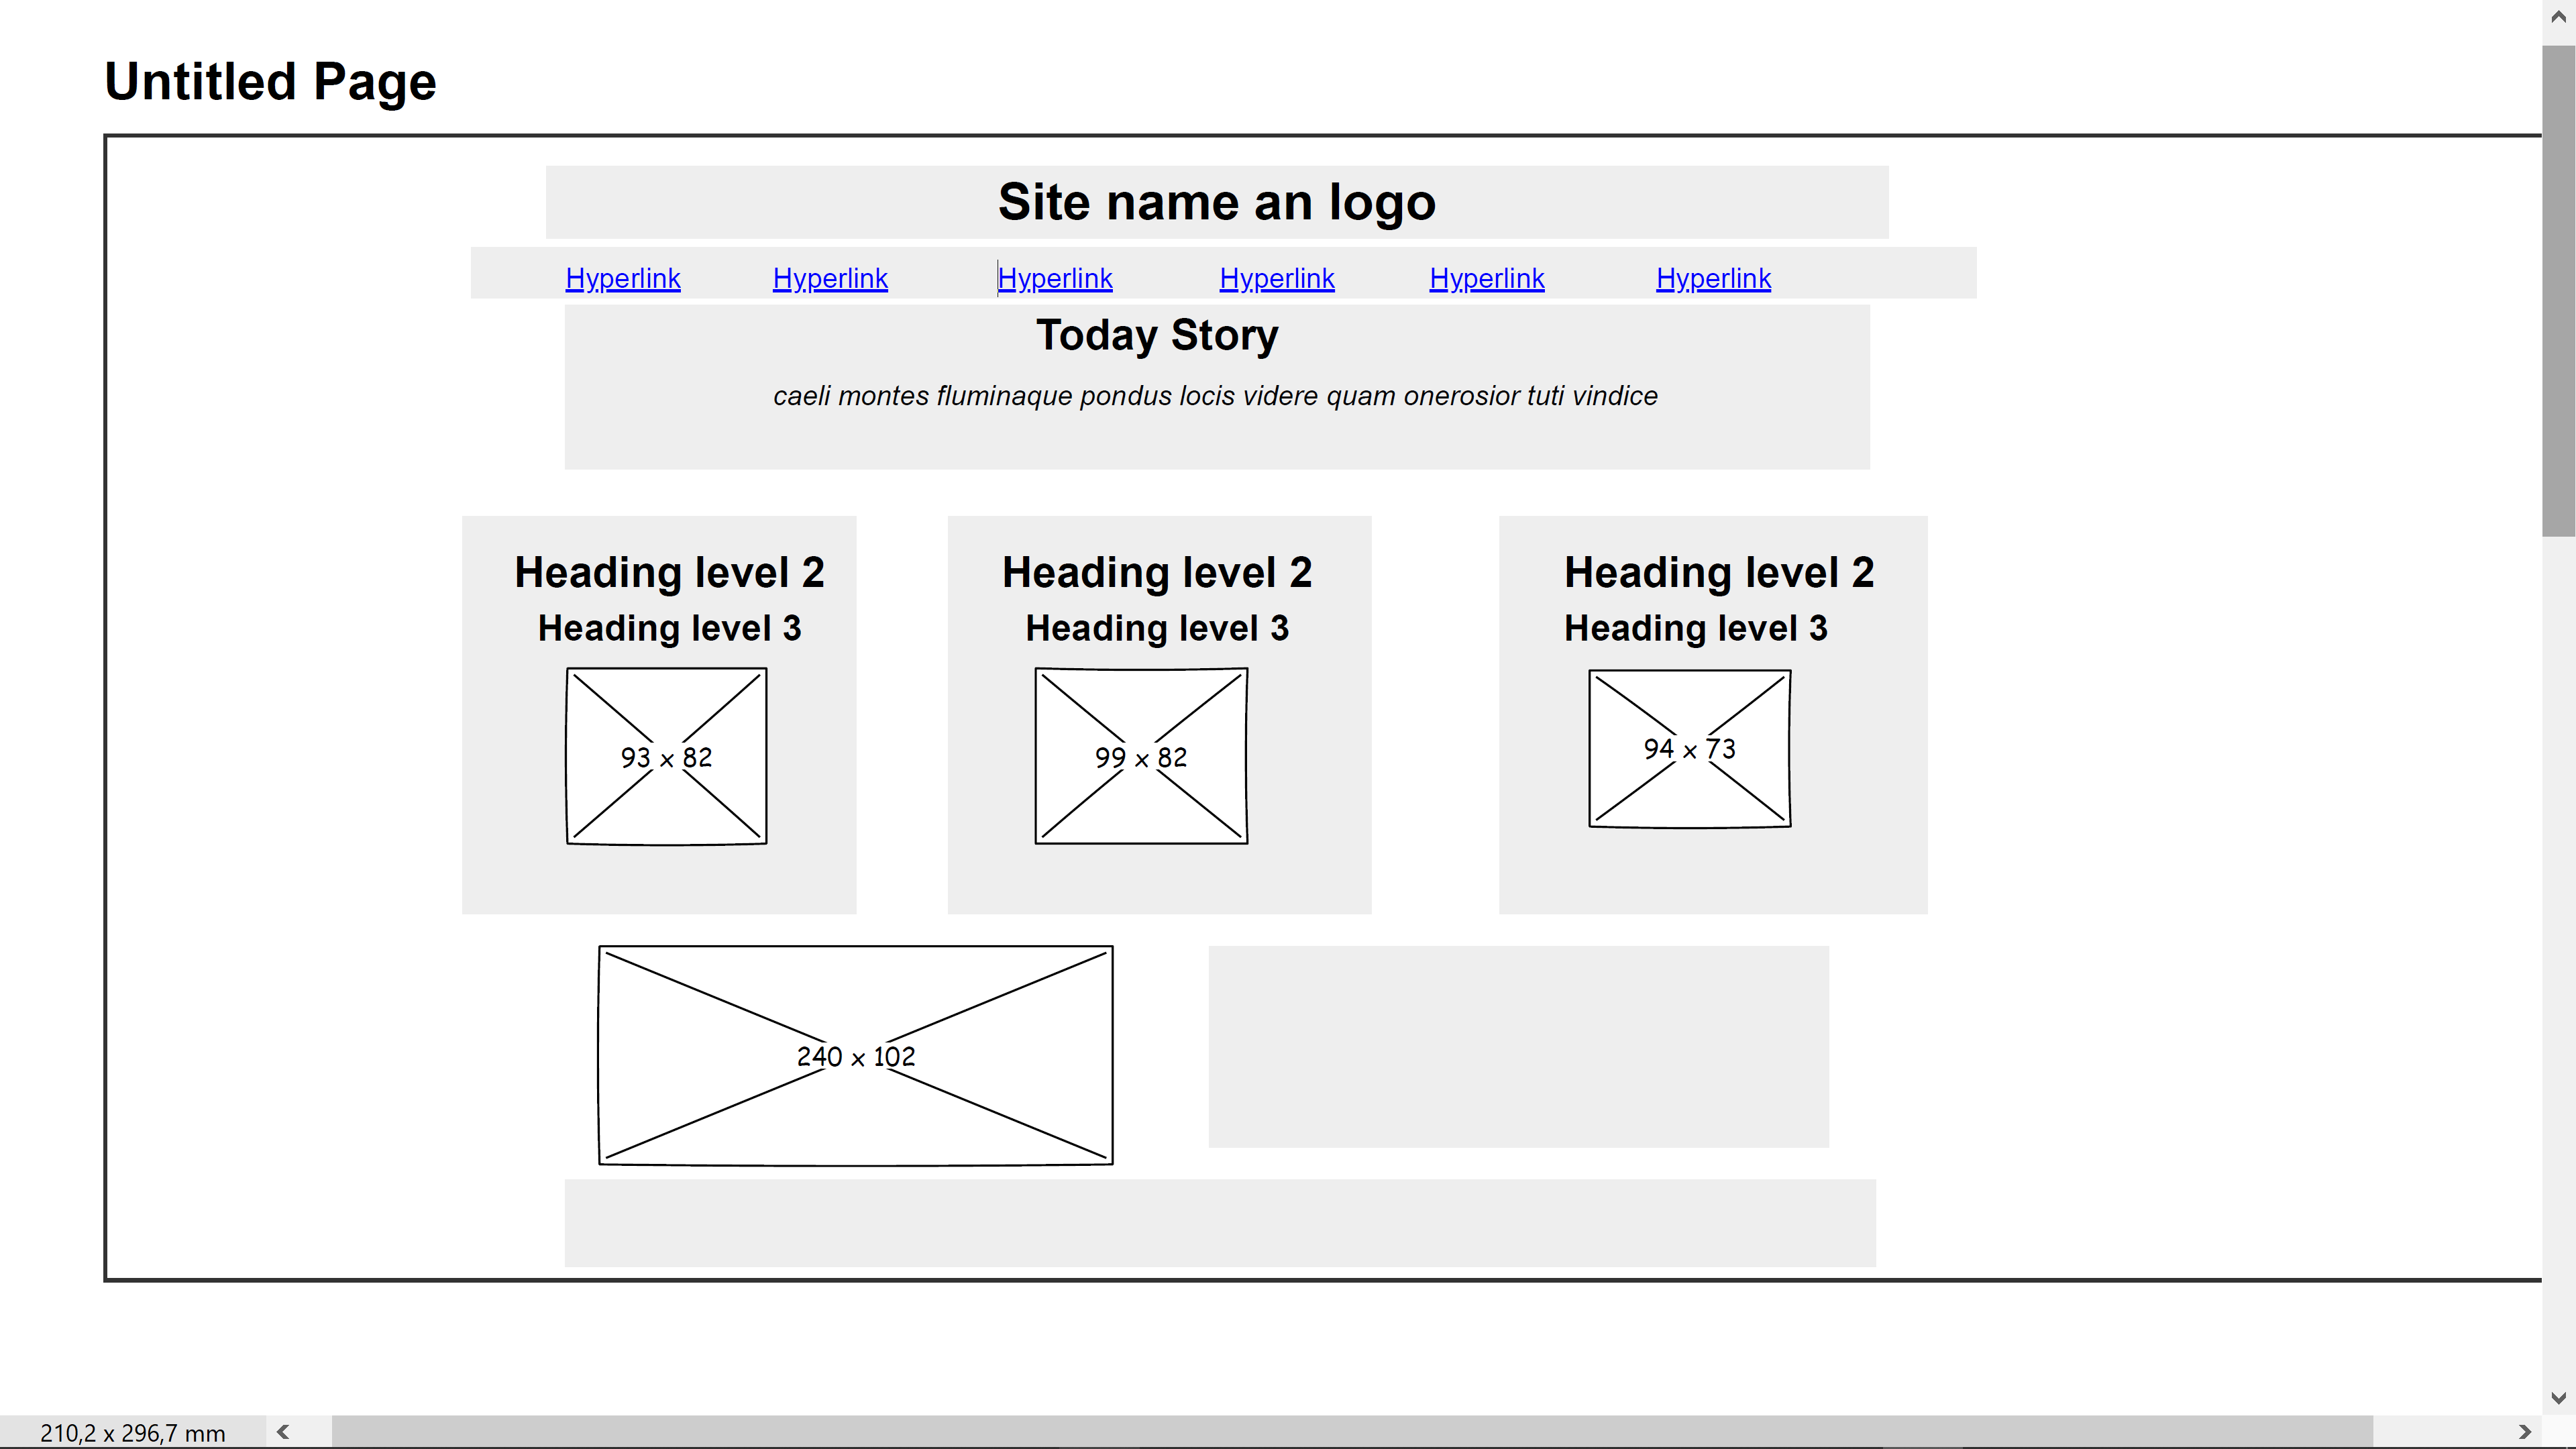 Untitled Page
Site name an logo
Hyperlink Hyperlink Hyperlink Hyperlink Hyperlink Hyperlink
Today Story
caeli montes fluminaque pondus locis videre quam onerosior tuti vindice
Heading level 2 Heading level 2 Heading level 2
Heading level 3 Heading level 3 Heading level 3
93 x 82 99 x 82 94 x 73
240 x 102
210,2 x 296,7 mm